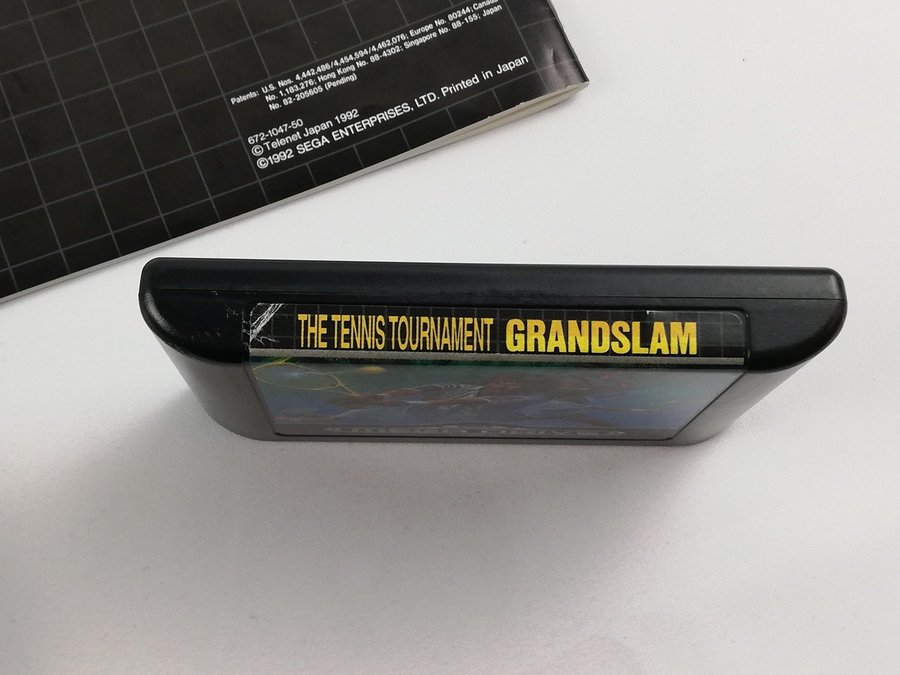 Patents: U.S. Nos. 4,442,486/4,454,594/4,462,076; Europe No. 80244; Canada
No. 1,183,276; Hong Kong No. 88-4302; Singapore No. 88-155; Japan
No. 82-205605 (Pending)
672-1047-50
© Telenet Japan 1992
©1992 SEGA ENTERPRISES, LTD. Printed in Japan
THE TENNIS TOURNAMENT GRANDSLAM